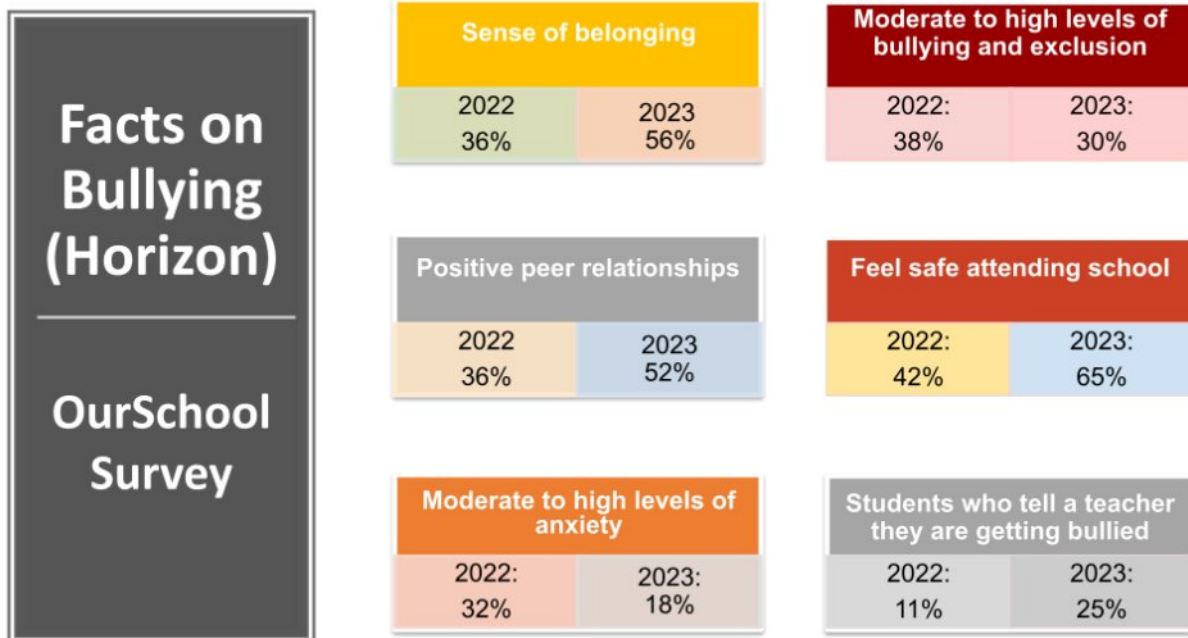 Facts on
Bullying
(Horizon)
OurSchool
Survey
Sense of belonging
2022
36%
2023
56%
Moderate to high levels of
bullying and exclusion
2022:
38%
2023:
30%
Positive peer relationships
2022
36%
2023
52%
Feel safe attending school
2022:
42%
2023:
65%
Moderate to high levels of
anxiety
2022:
32%
2023:
18%
Students who tell a teacher
they are getting bullied
2022:
11%
2023:
25%